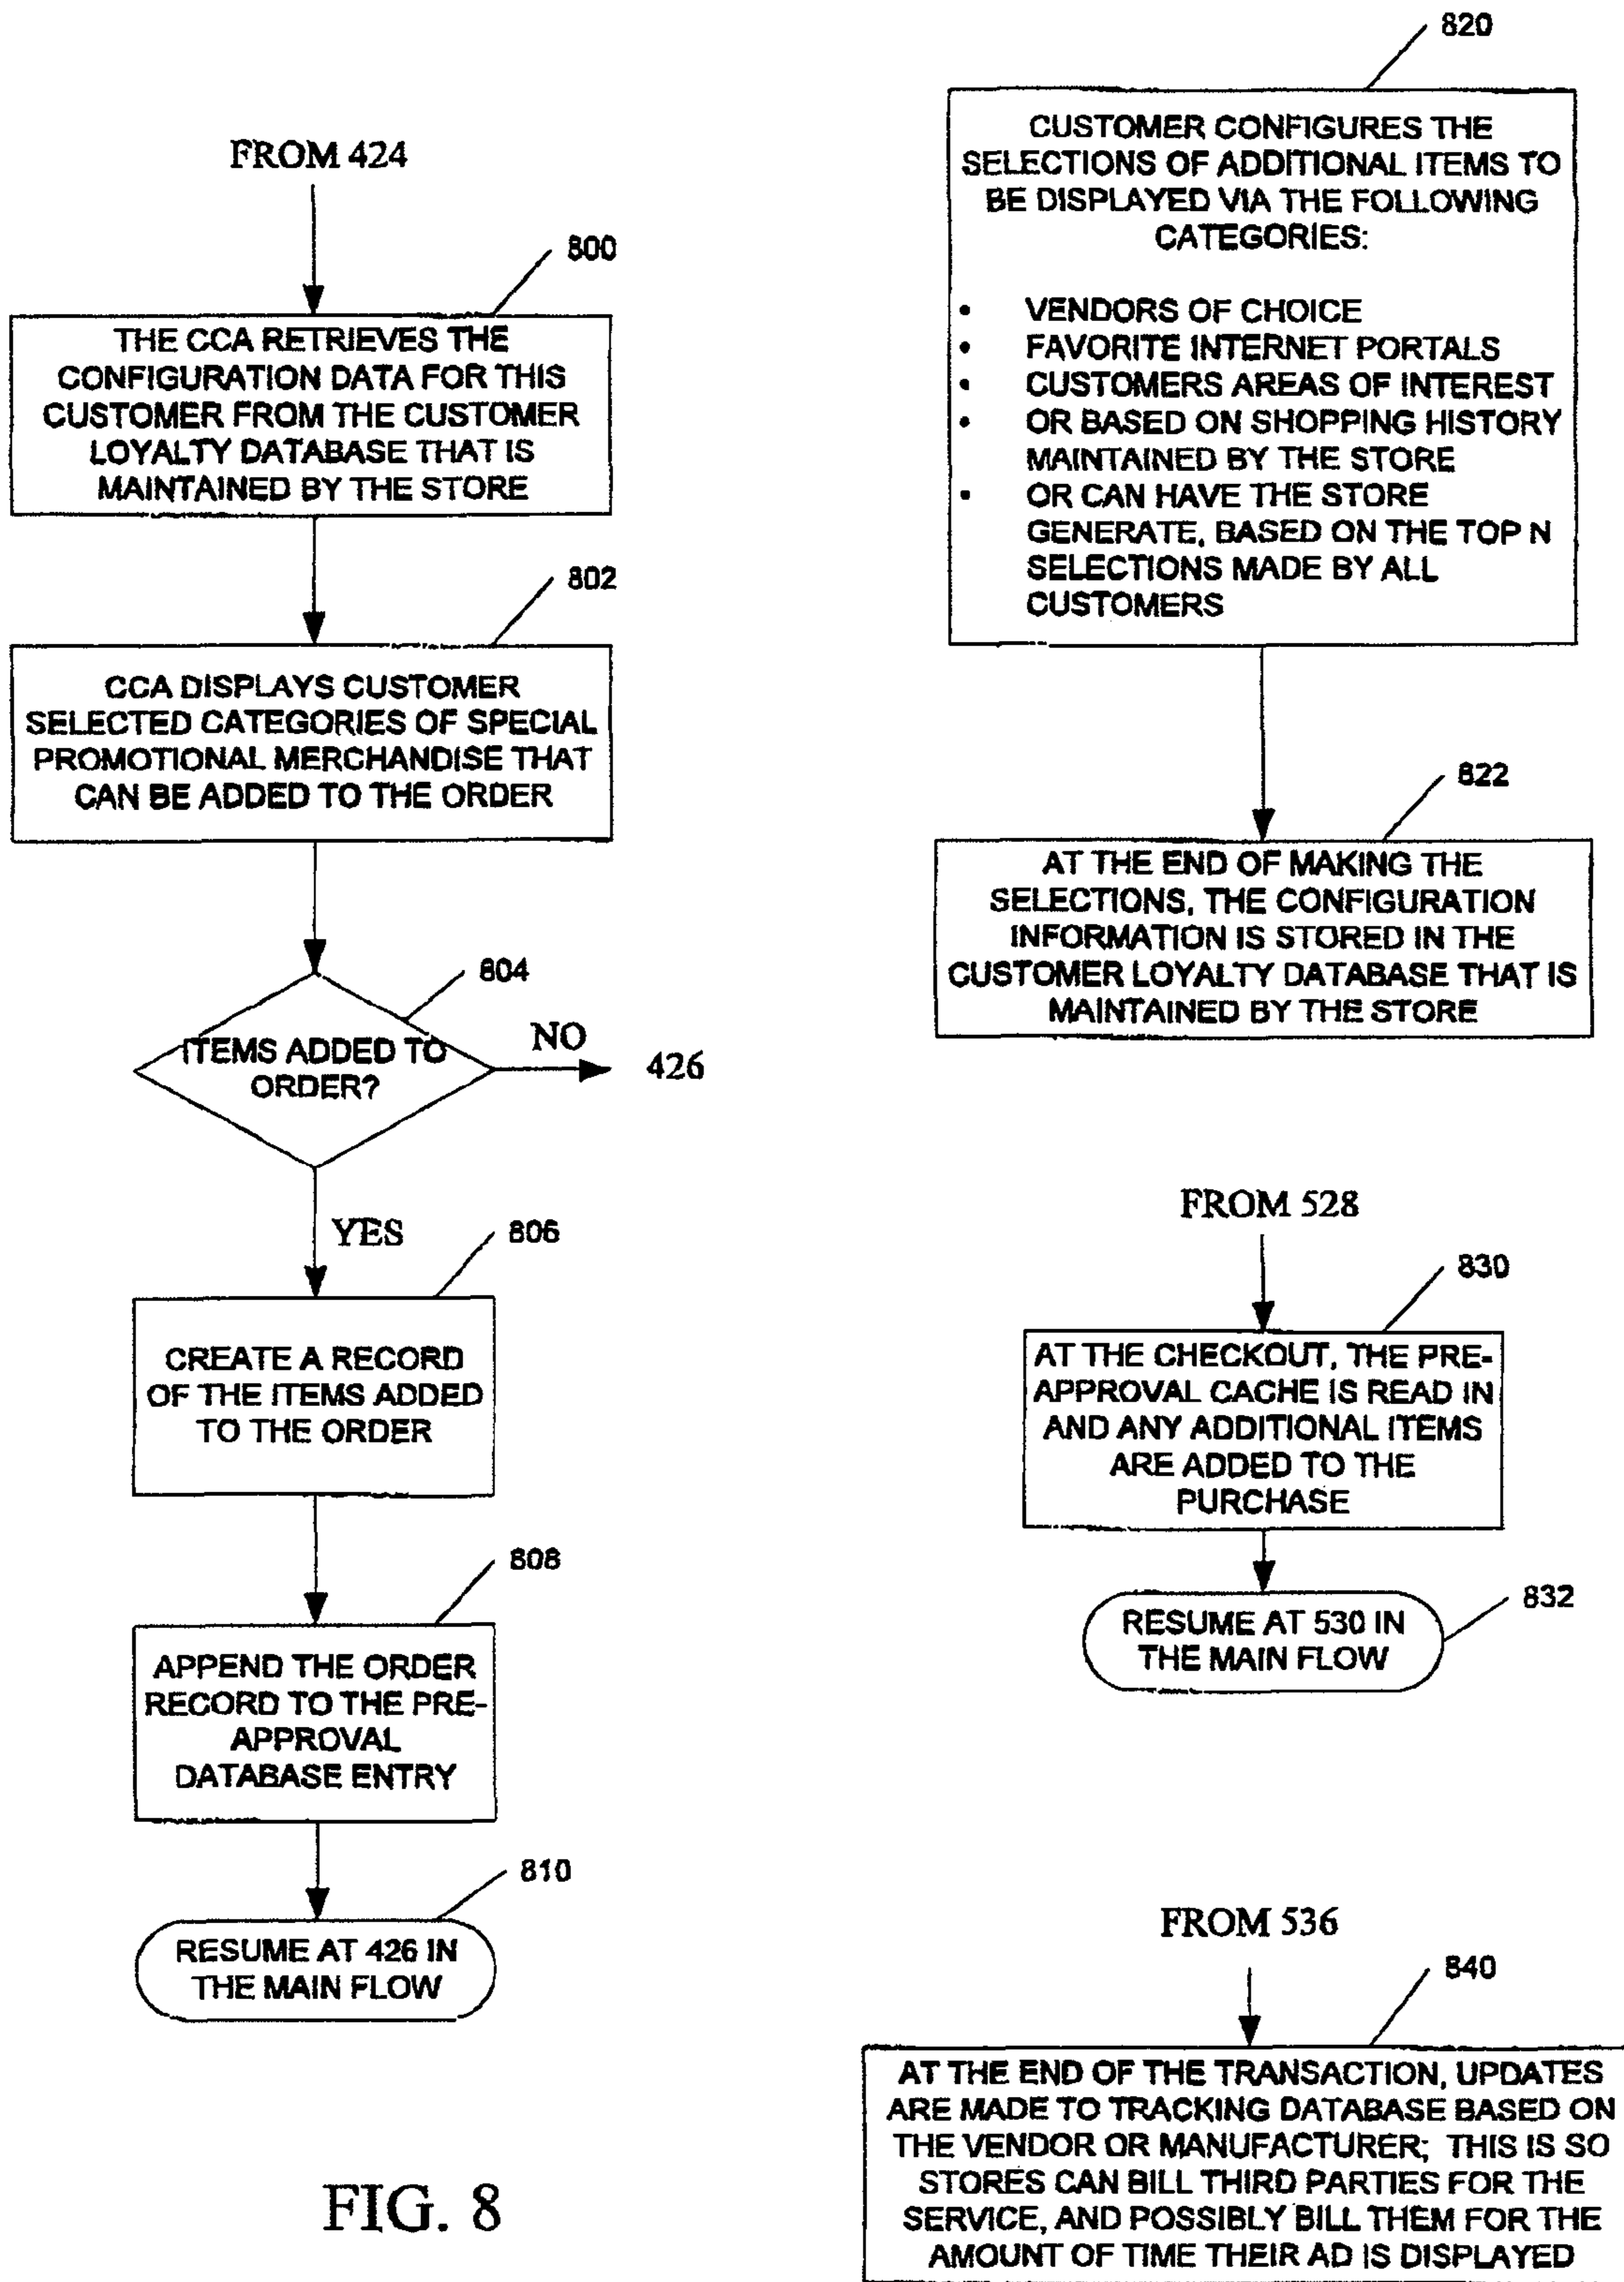 FROM 424
800
THE CCA RETRIEVES THE
CONFIGURATION DATA FOR THIS
CUSTOMER FROM THE CUSTOMER
LOYALTY DATABASE THAT IS
MAINTAINED BY THE STORE
802
CCA DISPLAYS CUSTOMER
SELECTED CATEGORIES OF SPECIAL
PROMOTIONAL MERCHANDISE THAT
CAN BE ADDED TO THE ORDER
804
ITEMS ADDED TO
ORDER?
NO
426
YES
806
CREATE A RECORD
OF THE ITEMS ADDED
TO THE ORDER
808
APPEND THE ORDER
RECORD TO THE PRE-
APPROVAL
DATABASE ENTRY
810
RESUME AT 426 IN
THE MAIN FLOW
FIG. 8
820
CUSTOMER CONFIGURES THE
SELECTIONS OF ADDITIONAL ITEMS TO
BE DISPLAYED VIA THE FOLLOWING
CATEGORIES:
• VENDORS OF CHOICE
• FAVORITE INTERNET PORTALS
• CUSTOMERS AREAS OF INTEREST
• OR BASED ON SHOPPING HISTORY
MAINTAINED BY THE STORE
• OR CAN HAVE THE STORE
GENERATE, BASED ON THE TOP N
SELECTIONS MADE BY ALL
CUSTOMERS
822
AT THE END OF MAKING THE
SELECTIONS, THE CONFIGURATION
INFORMATION IS STORED IN THE
CUSTOMER LOYALTY DATABASE THAT IS
MAINTAINED BY THE STORE
FROM 528
830
AT THE CHECKOUT, THE PRE-
APPROVAL CACHE IS READ IN
AND ANY ADDITIONAL ITEMS
ARE ADDED TO THE
PURCHASE
832
RESUME AT 530 IN
THE MAIN FLOW
FROM 536
840
AT THE END OF THE TRANSACTION, UPDATES
ARE MADE TO TRACKING DATABASE BASED ON
THE VENDOR OR MANUFACTURER; THIS IS SO
STORES CAN BILL THIRD PARTIES FOR THE
SERVICE, AND POSSIBLY BILL THEM FOR THE
AMOUNT OF TIME THEIR AD IS DISPLAYED